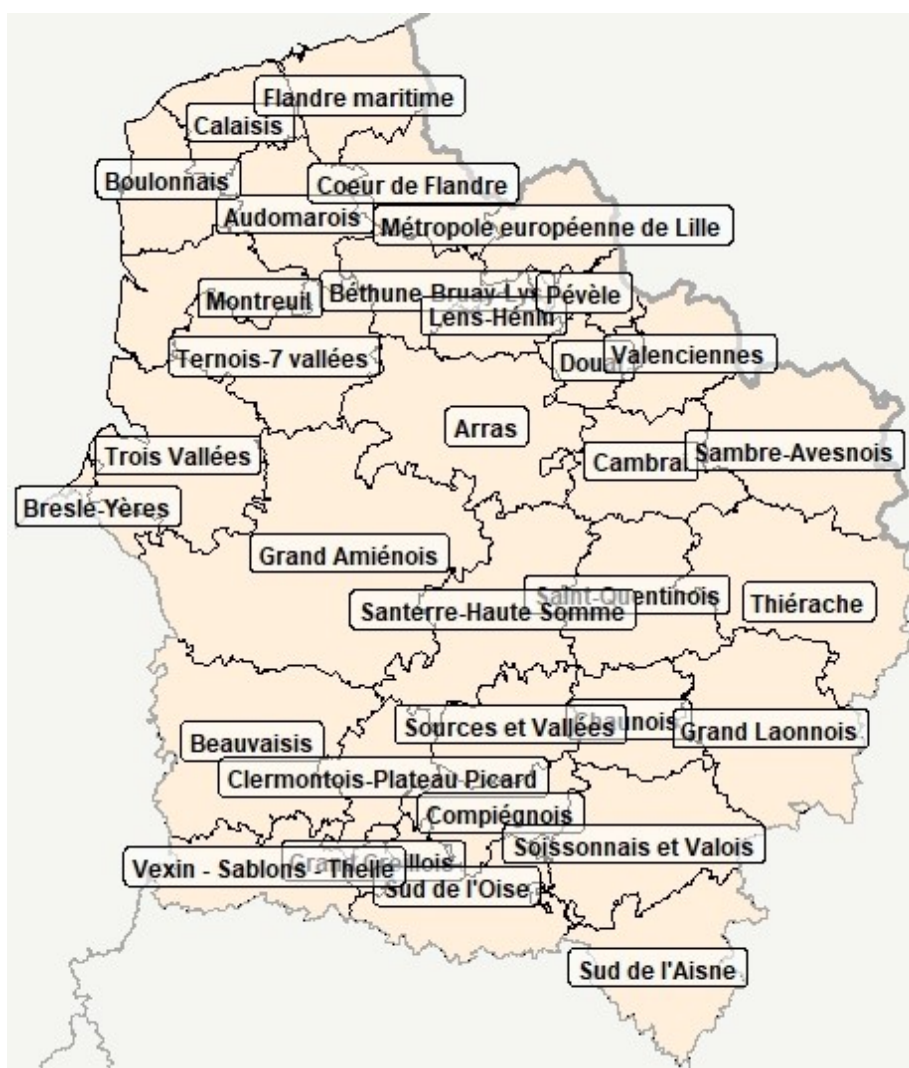 Flandre maritime
Calaisis
Boulonnais
Coeur de Flandre
Audomarois
Métropole européenne de Lille
Montreuil
Béthune Bruay Lys
Pévèle
Lens-Hénin
Ternois-7 vallées
Douai
Valenciennes
Arras
Trois Vallées
Cambrai
Sambre-Avesnois
Bresle-Yères
Grand Amiénois
Saint-Quentinois
Thiérache
Santerre-Haute Somme
Sources et Vallées
Chaunois
Grand Laonnois
Beauvaisis
Clermontois-Plateau Picard
Compiégnois
Soissonnais et Valois
Grand Creillois
Vexin - Sablons - Thelle
Sud de l'Oise
Sud de l'Aisne